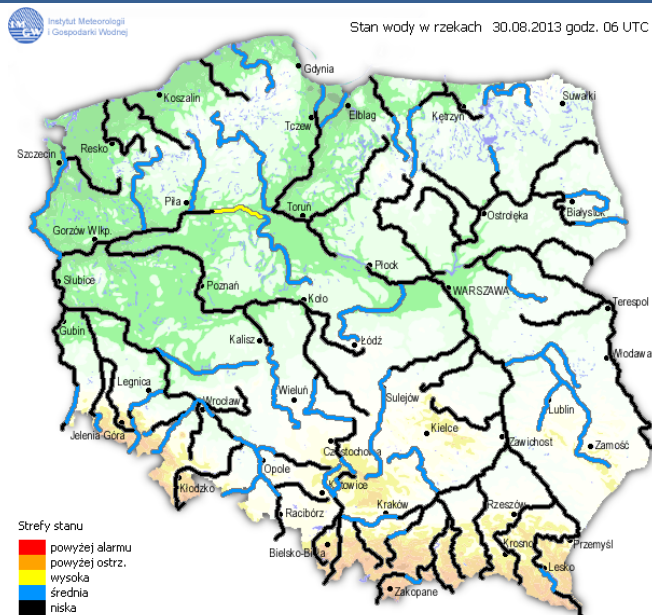 Instytut Meteorologii
i Gospodarki Wodnej
IMGW
Stan wody w rzekach 30.08.2013 godz. 06 UTC
Gdynia
Koszalin
Suwałki
Elbląg
Kętrzyn
Tczew
Resko
Szczecin
Piła
Toruń
Ostrołęka
Białystok
Gorzów Wlkp.
Płock
Słubice
Poznań
WARSZAWA
Koło
Terespol
Gubin
Kalisz
Łódź
Włodawa
Legnica
Wieluń
Sulejów
Wrocław
Lublin
Jelenia Góra
Kielce
Zawichost
Zamość
Częstochowa
Opole
Kłodzko
Katowice
Racibórz
Kraków
Rzeszów
Bielsko-Biała
Krosno
Przemyśl
Lesko
Zakopane
Strefy stanu
powyżej alarmu
powyżej ostrz.
wysoka
średnia
niska